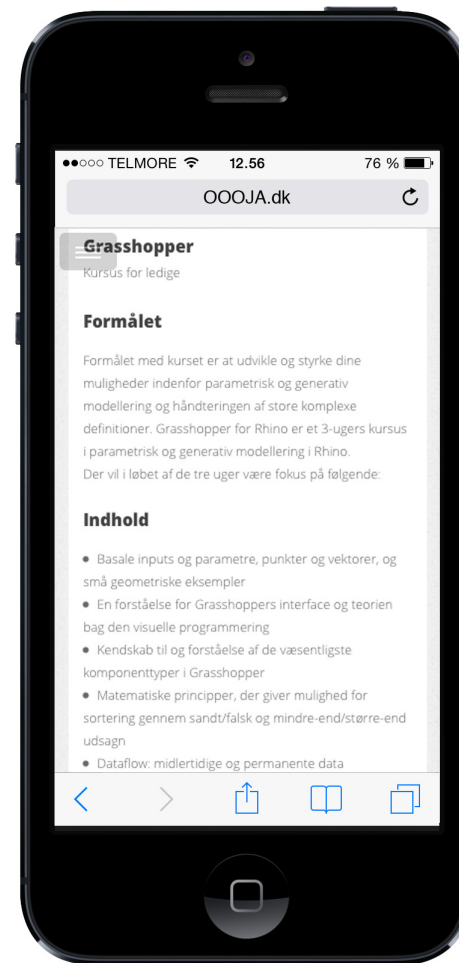 TELMORE 12.56 76 %
OOOJA.dk
Grasshopper
Kursus for ledige
Formålet
Formålet med kurset er at udvikle og styrke dine
muligheder indenfor parametrisk og generativ
modellering og håndteringen af store komplexe
definitioner. Grasshopper for Rhino er et 3-ugers kursus
i parametrisk og generativ modellering i Rhino.
Der vil i løbet af de tre uger være fokus på følgende:
Indhold
● Basale inputs og parametre, punkter og vektorer, og
små geometriske eksempler
● En forståelse for Grasshoppers interface og teorien
bag den visuelle programmering
● Kendskab til og forståelse af de væsentligste
komponenttyper i Grasshopper
● Matematiske principper, der giver mulighed for
sortering gennem sandt/falsk og mindre-end/større-end
udsagn
● Dataflow: midlertidige og permanente data